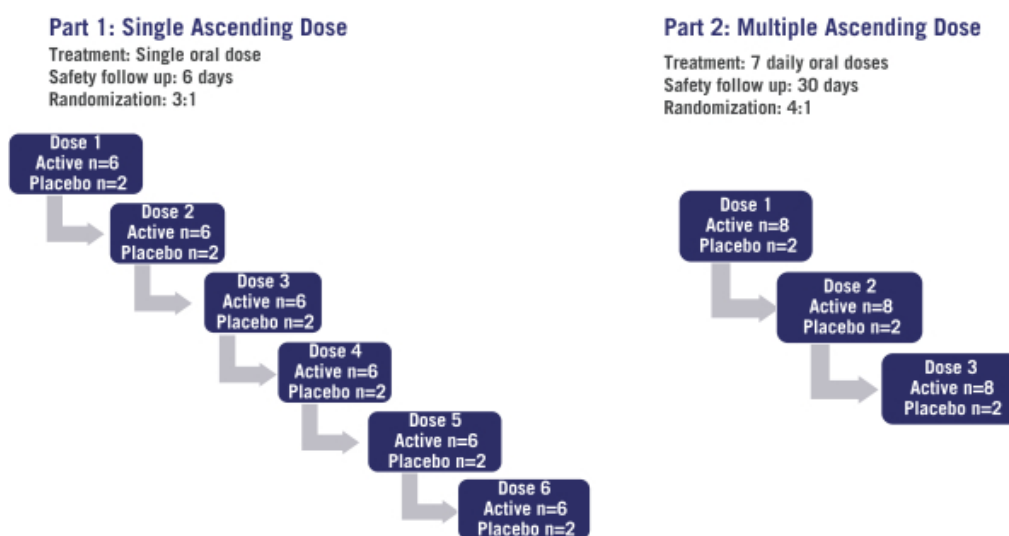 Part 1: Single Ascending Dose
Treatment: Single oral dose
Safety follow up: 6 days
Randomization: 3:1
Dose 1
Active n=6
Placebo n=2
Dose 2
Active n=6
Placebo n=2
Dose 3
Active n=6
Placebo n=2
Dose 4
Active n=6
Placebo n=2
Dose 5
Active n=6
Placebo n=2
Dose 6
Active n=6
Placebo n=2
Part 2: Multiple Ascending Dose
Treatment: 7 daily oral doses
Safety follow up: 30 days
Randomization: 4:1
Dose 1
Active n=8
Placebo n=2
Dose 2
Active n=8
Placebo n=2
Dose 3
Active n=8
Placebo n=2